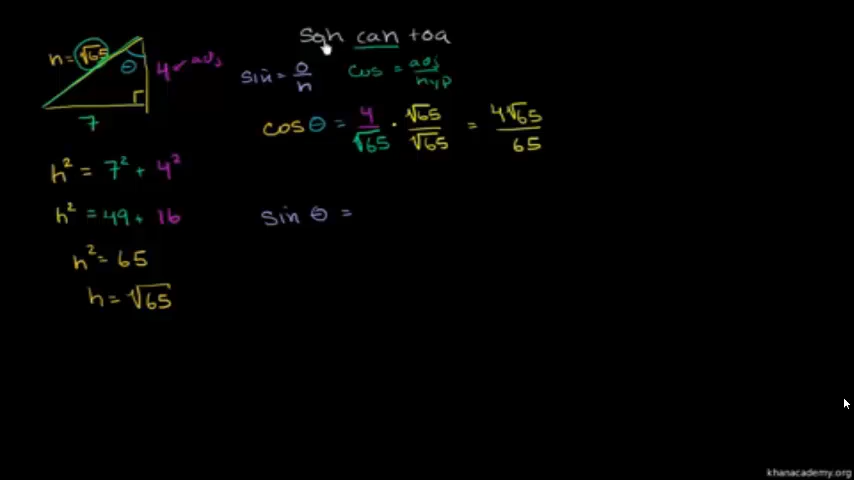 soh cah toa
h = √65
θ
4 ← adj
sin = o/h
cos = adj/hyp
7
cos θ = 4/√65 · √65/√65 = 4√65/65
h² = 7² + 4²
h² = 49 + 16
sin θ =
h² = 65
h = √65
khanacademy.org